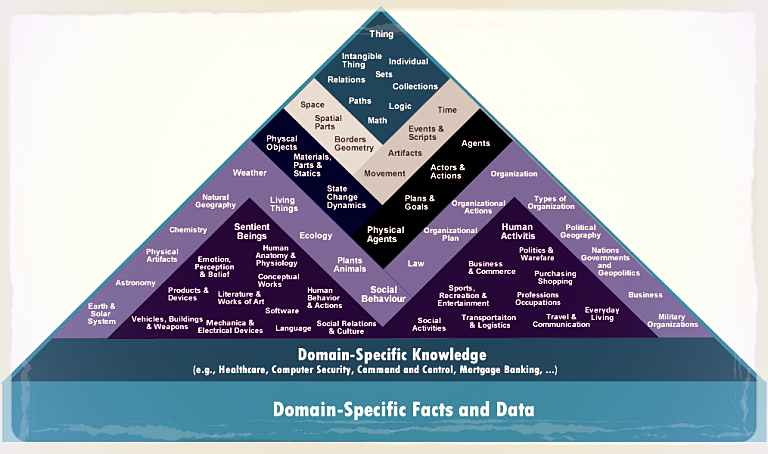 Thing
Intangible
Thing
Individual
Sets
Relations
Collections
Paths
Logic
Math
Space
Spatial
Parts
Borders
Geometry
Time
Events &
Scripts
Artifacts
Movement
Physcal
Objects
Materials,
Parts &
Statics
State
Change
Dynamics
Agents
Actors &
Actions
Plans &
Goals
Physical
Agents
Weather
Natural
Geography
Living
Things
Chemistry
Ecology
Physical
Artifacts
Plants
Animals
Astronomy
Social
Behaviour
Earth &
Solar
System
Organization
Types of
Organization
Organizational
Actions
Organizational
Plan
Political
Geography
Law
Nations
Governments
and
Geopolitics
Business
Military
Organizations
Sentient
Beings
Human
Anatomy &
Physiology
Emotion,
Perception
& Belief
Conceptual
Works
Products &
Devices
Literature &
Works of Art
Human
Behavior
& Actions
Software
Vehicles, Buildings
& Weapons
Mechanica &
Electrical Devices
Language
Social Relations
& Culture
Human
Activitis
Politics &
Warefare
Business
& Commerce
Purchasing
Shopping
Sports,
Recreation &
Entertainment
Professions
Occupations
Everyday
Living
Social
Activities
Transportaiton
& Logistics
Travel &
Communication
Domain-Specific Knowledge
(e.g., Healthcare, Computer Security, Command and Control, Mortgage Banking, ...)
Domain-Specific Facts and Data